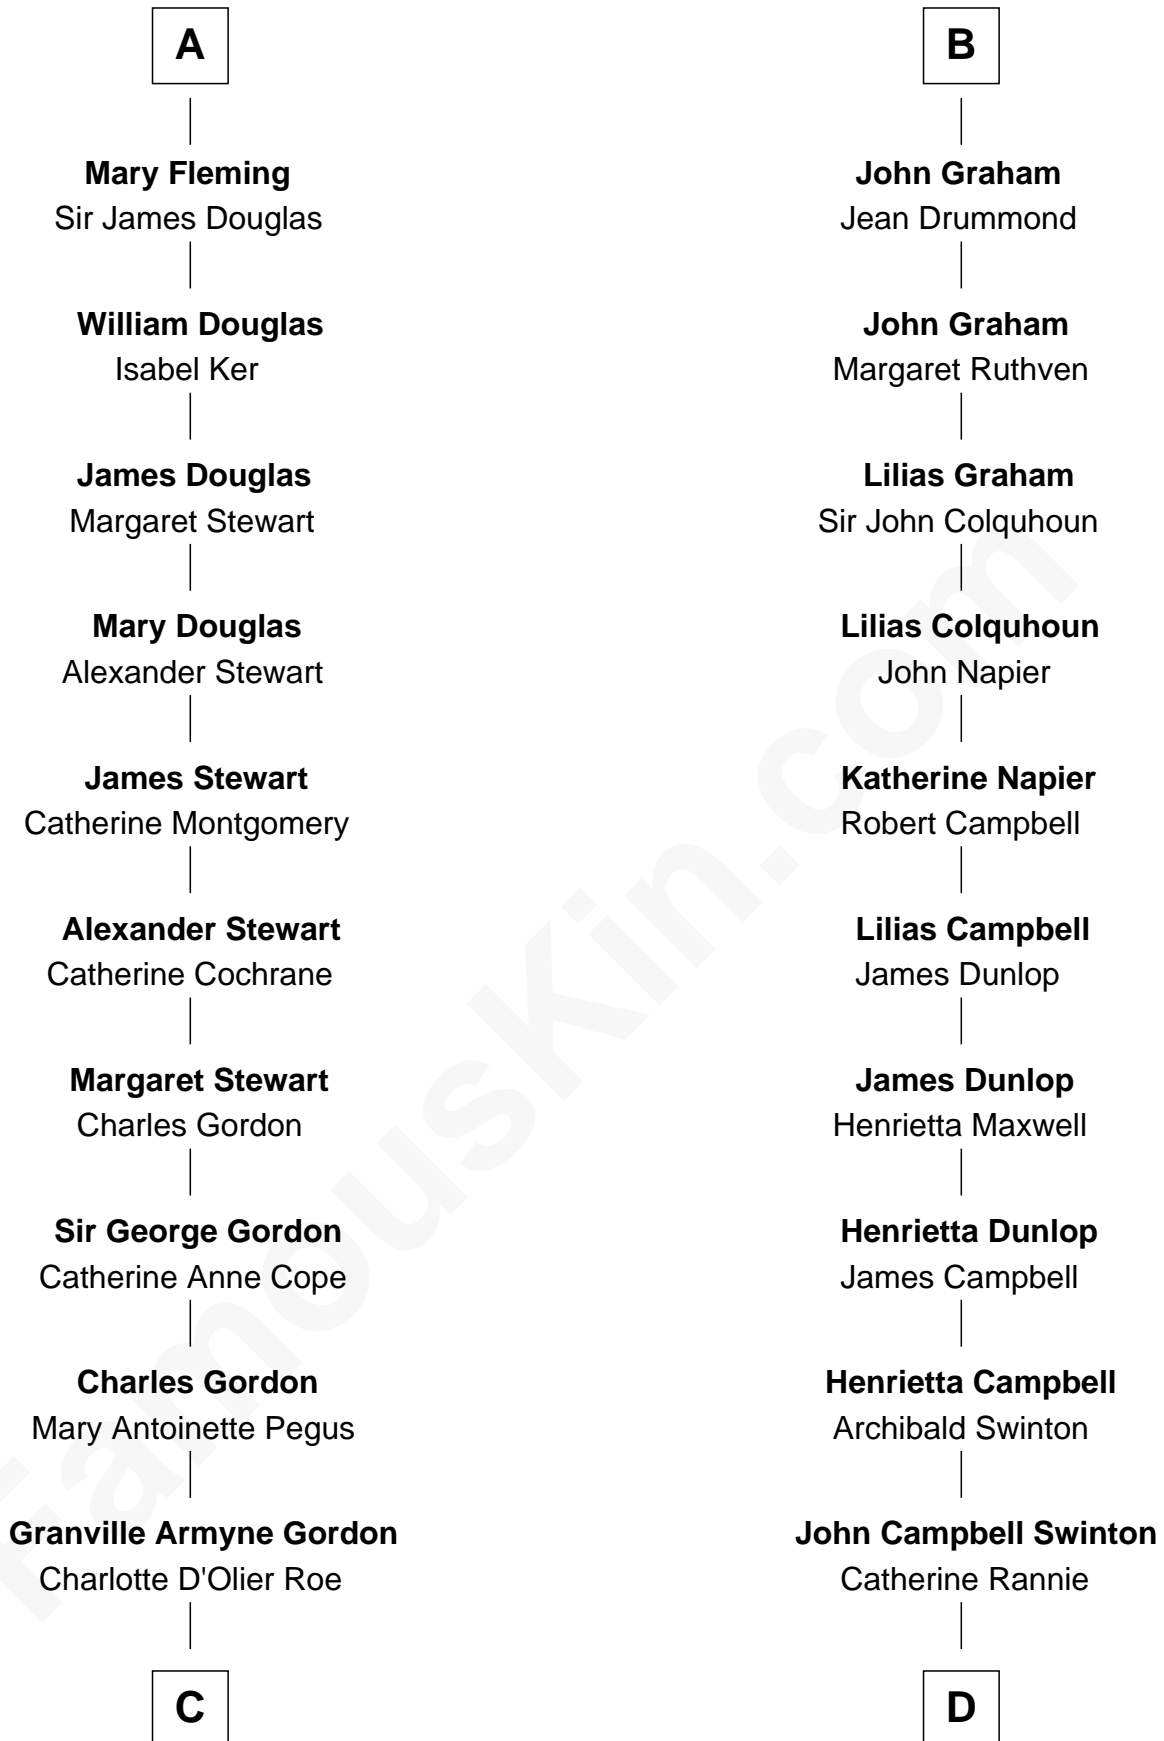 A
Mary Fleming
Sir James Douglas
William Douglas
Isabel Ker
James Douglas
Margaret Stewart
Mary Douglas
Alexander Stewart
James Stewart
Catherine Montgomery
Alexander Stewart
Catherine Cochrane
Margaret Stewart
Charles Gordon
Sir George Gordon
Catherine Anne Cope
Charles Gordon
Mary Antoinette Pegus
Granville Armyne Gordon
Charlotte D'Olier Roe
C
B
John Graham
Jean Drummond
John Graham
Margaret Ruthven
Lilias Graham
Sir John Colquhoun
Lilias Colquhoun
John Napier
Katherine Napier
Robert Campbell
Lilias Campbell
James Dunlop
James Dunlop
Henrietta Maxwell
Henrietta Dunlop
James Campbell
Henrietta Campbell
Archibald Swinton
John Campbell Swinton
Catherine Rannie
D
FamousKin.com